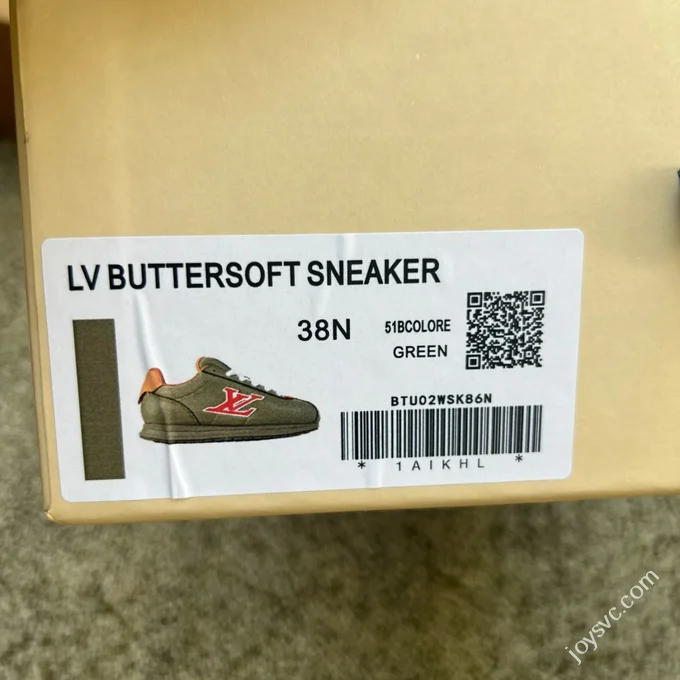 LV BUTTERSOFT SNEAKER
38N
51BCOLORE
GREEN
BTU02WSK86N
* 1AIKHL *
joysvc.com